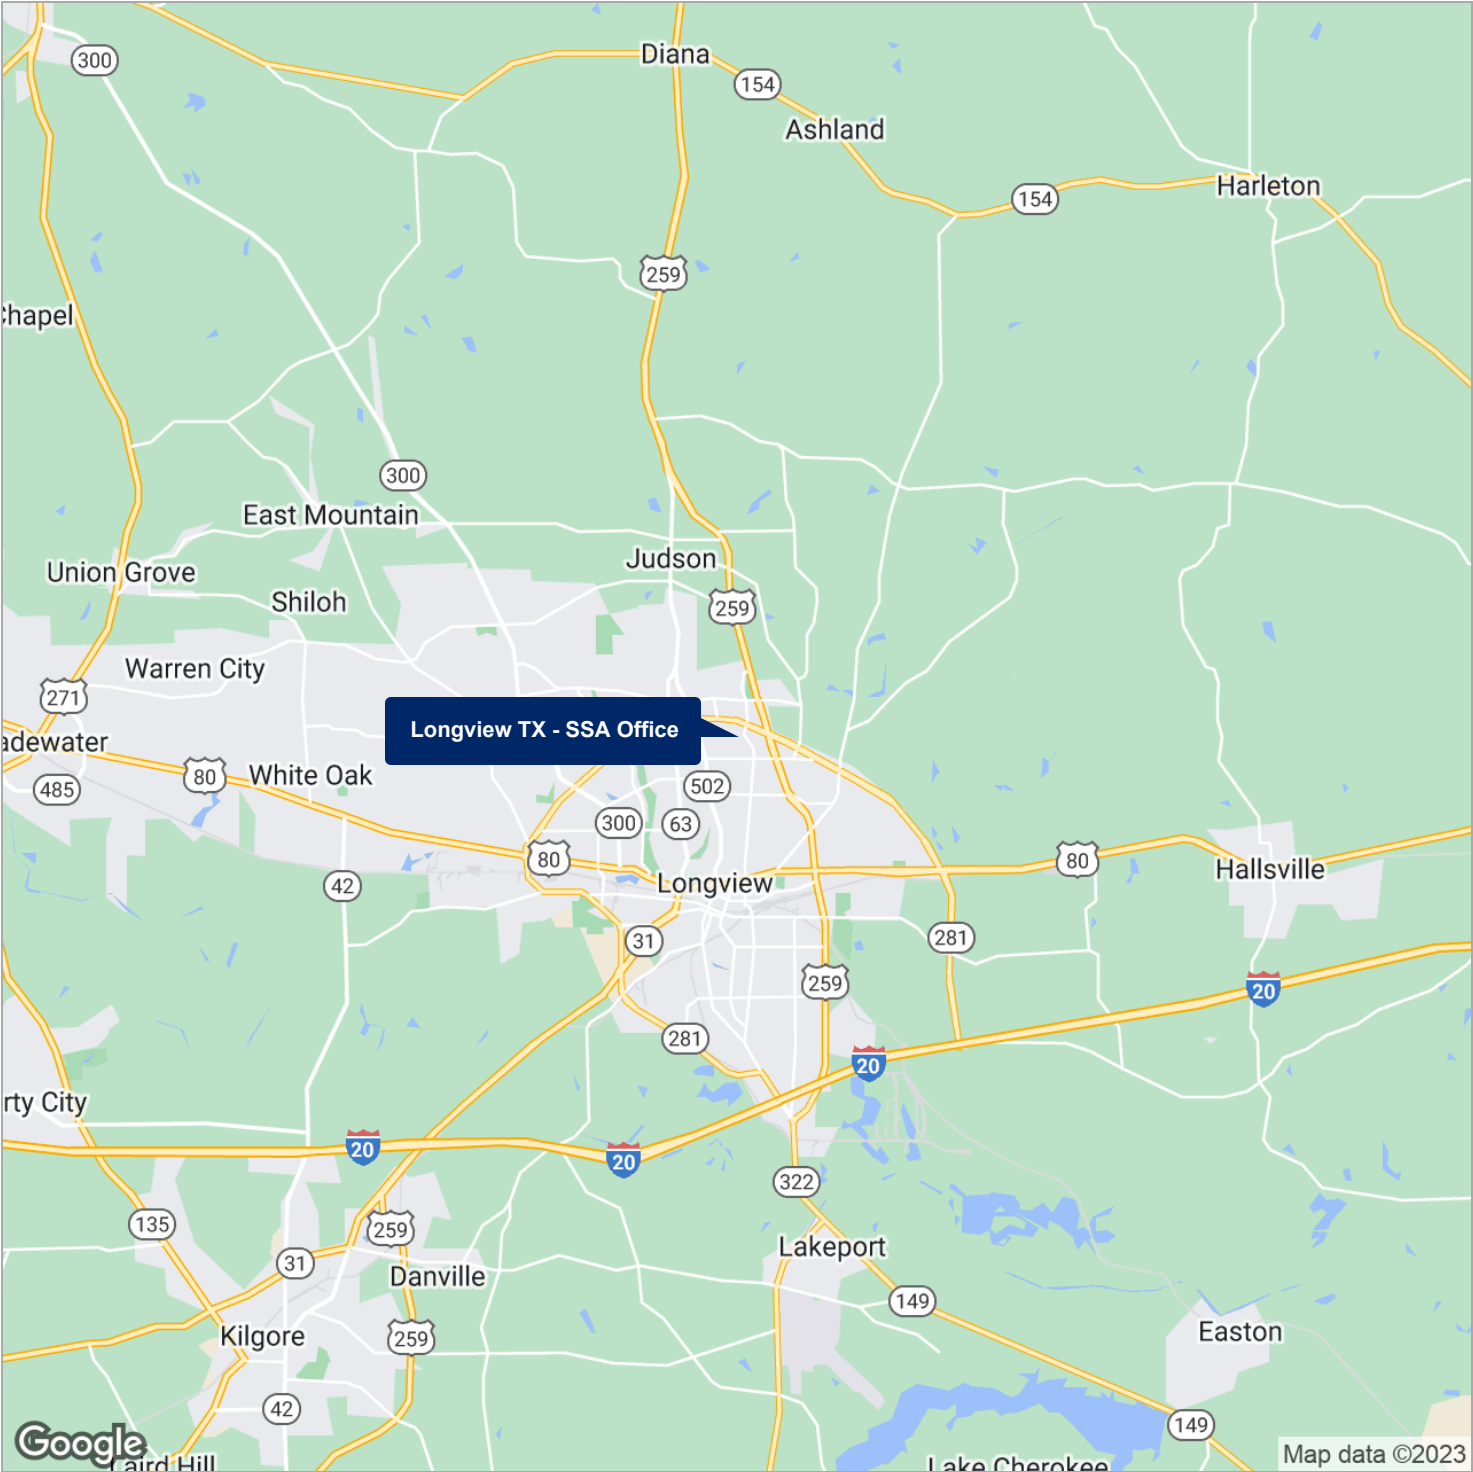 300
Diana
154
Ashland
Harleton
154
259
Chapel
300
East Mountain
Judson
Union Grove
Shiloh
259
Warren City
271
Longview TX - SSA Office
adewater
80
White Oak
485
502
300
63
80
80
Hallsville
42
Longview
31
281
259
20
281
20
rty City
20
20
322
135
259
31
Lakeport
Danville
149
Kilgore
259
Easton
42
149
Google
Laird Hill
Lake Cherokee
Map data ©2023